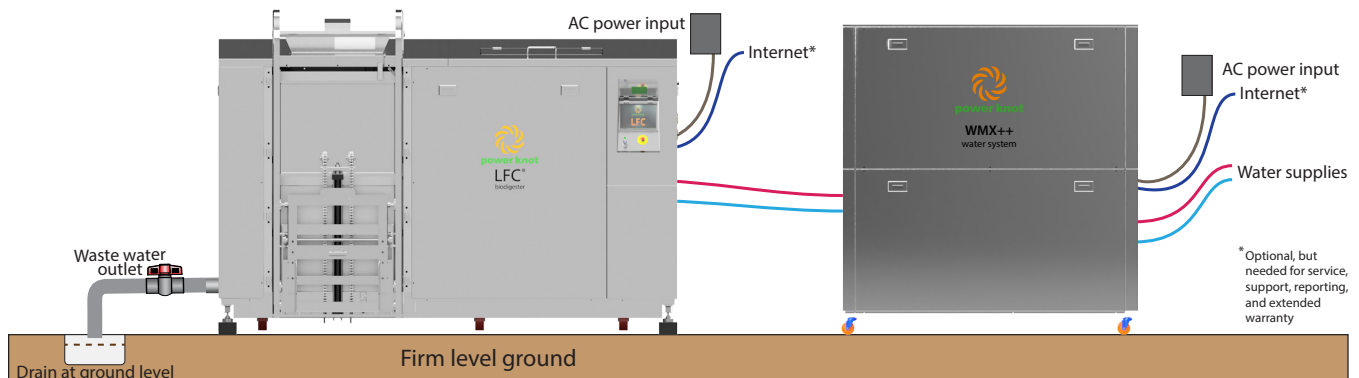 AC power input
Internet*
power knot
LFC
power knot
LFC®
biodigester
Waste water
outlet
Drain at ground level
Firm level ground
power knot
WMX++
water system
AC power input
Internet*
Water supplies
*Optional, but
needed for service,
support, reporting,
and extended
warranty